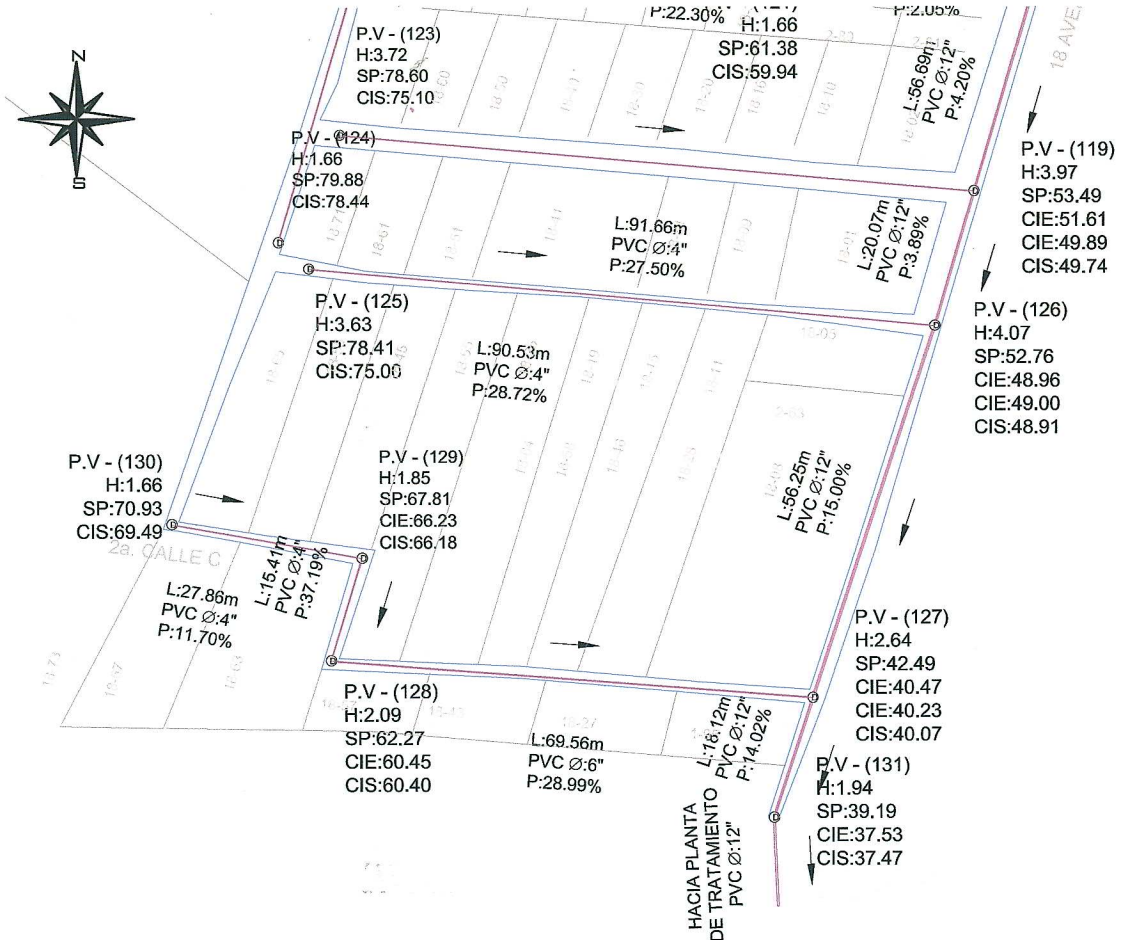 P:22.30%
H:1.66
SP:61.38
CIS:59.94
P:2.05%
18 AVE
P.V - (123)
H:3.72
SP:78.60
CIS:75.10
L:56.69m
PVC Ø:12"
P:4.20%
N
S
P.V - (124)
H:1.66
SP:79.88
CIS:78.44
P.V - (119)
H:3.97
SP:53.49
CIE:51.61
CIE:49.89
CIS:49.74
L:91.66m
PVC Ø:4"
P:27.50%
L:20.07m
PVC Ø:12"
P:3.89%
18-71
18-61
P.V - (125)
H:3.63
SP:78.41
CIS:75.00
P.V - (126)
H:4.07
SP:52.76
CIE:48.96
CIE:49.00
CIS:48.91
L:90.53m
PVC Ø:4"
P:28.72%
P.V - (130)
H:1.66
SP:70.93
CIS:69.49
P.V - (129)
H:1.85
SP:67.81
CIE:66.23
CIS:66.18
L:56.25m
PVC Ø:12"
P:15.00%
2a. CALLE C
L:15.41m
PVC Ø:4"
P:37.19%
L:27.86m
PVC Ø:4"
P:11.70%
P.V - (127)
H:2.64
SP:42.49
CIE:40.47
CIE:40.23
CIS:40.07
P.V - (128)
H:2.09
SP:62.27
CIE:60.45
CIS:60.40
L:69.56m
PVC Ø:6"
P:28.99%
L:18.12m
PVC Ø:12"
P:14.02%
P.V - (131)
H:1.94
SP:39.19
CIE:37.53
CIS:37.47
HACIA PLANTA
DE TRATAMIENTO
PVC Ø:12"